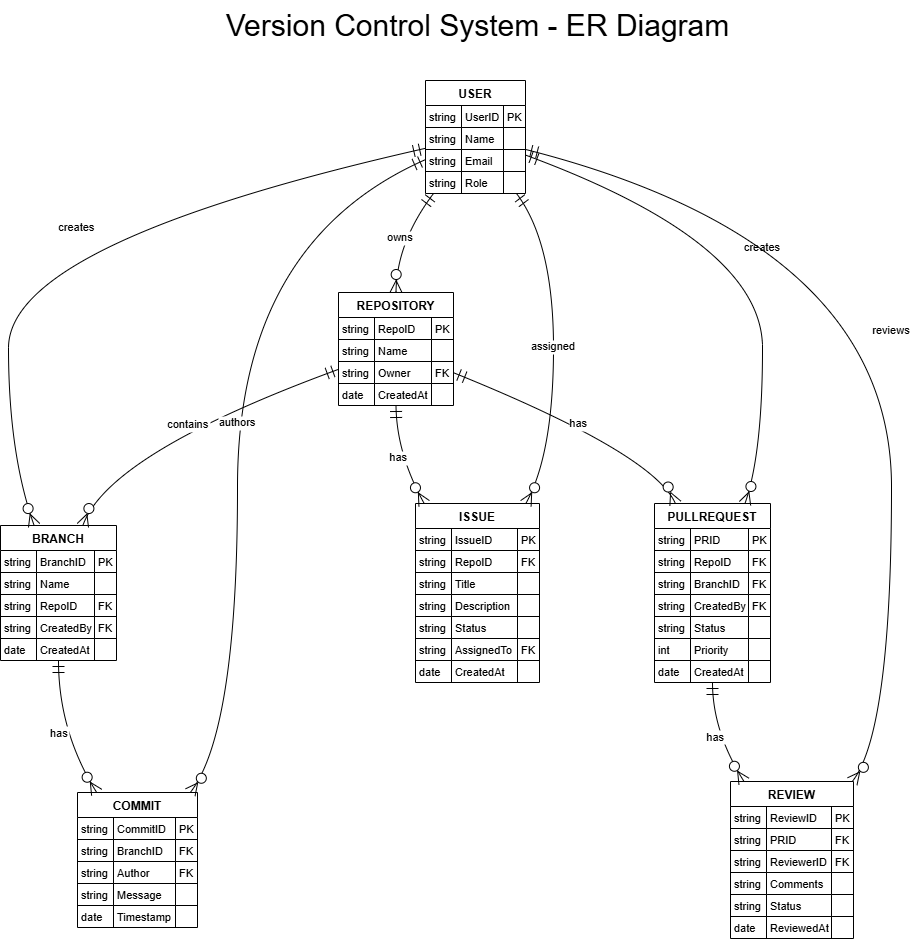 Version Control System - ER Diagram
USER
string UserID PK
string Name
string Email
string Role
creates
owns
creates
REPOSITORY
string RepoID PK
string Name
string Owner FK
date CreatedAt
reviews
assigned
contains
authors
has
has
BRANCH
string BranchID PK
string Name
string RepoID FK
string CreatedBy FK
date CreatedAt
ISSUE
string IssueID PK
string RepoID FK
string Title
string Description
string Status
string AssignedTo FK
date CreatedAt
PULLREQUEST
string PRID PK
string RepoID FK
string BranchID FK
string CreatedBy FK
string Status
int Priority
date CreatedAt
has
has
COMMIT
string CommitID PK
string BranchID FK
string Author FK
string Message
date Timestamp
REVIEW
string ReviewID PK
string PRID FK
string ReviewerID FK
string Comments
string Status
date ReviewedAt